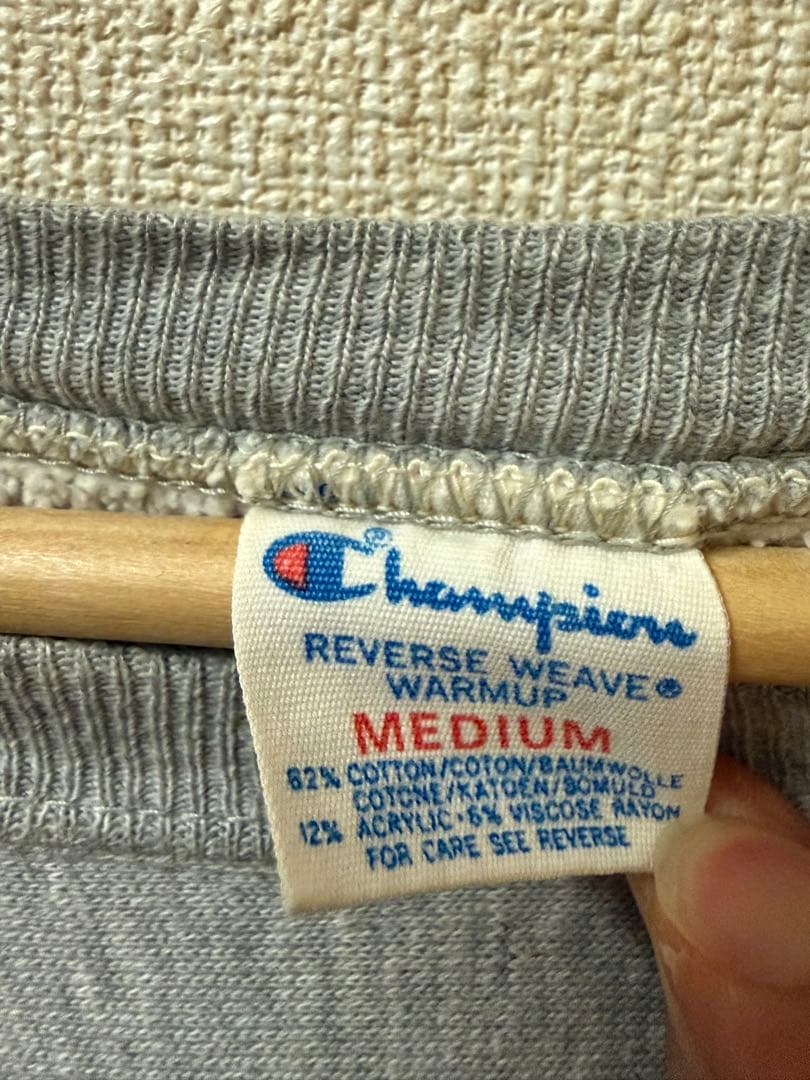 Champion®
REVERSE WEAVE®
WARMUP
MEDIUM
82% COTTON/COTON/BAUMWOLLE
COTONE/KATOEN/BOMULD
12% ACRYLIC·6% VISCOSE RAYON
FOR CARE SEE REVERSE